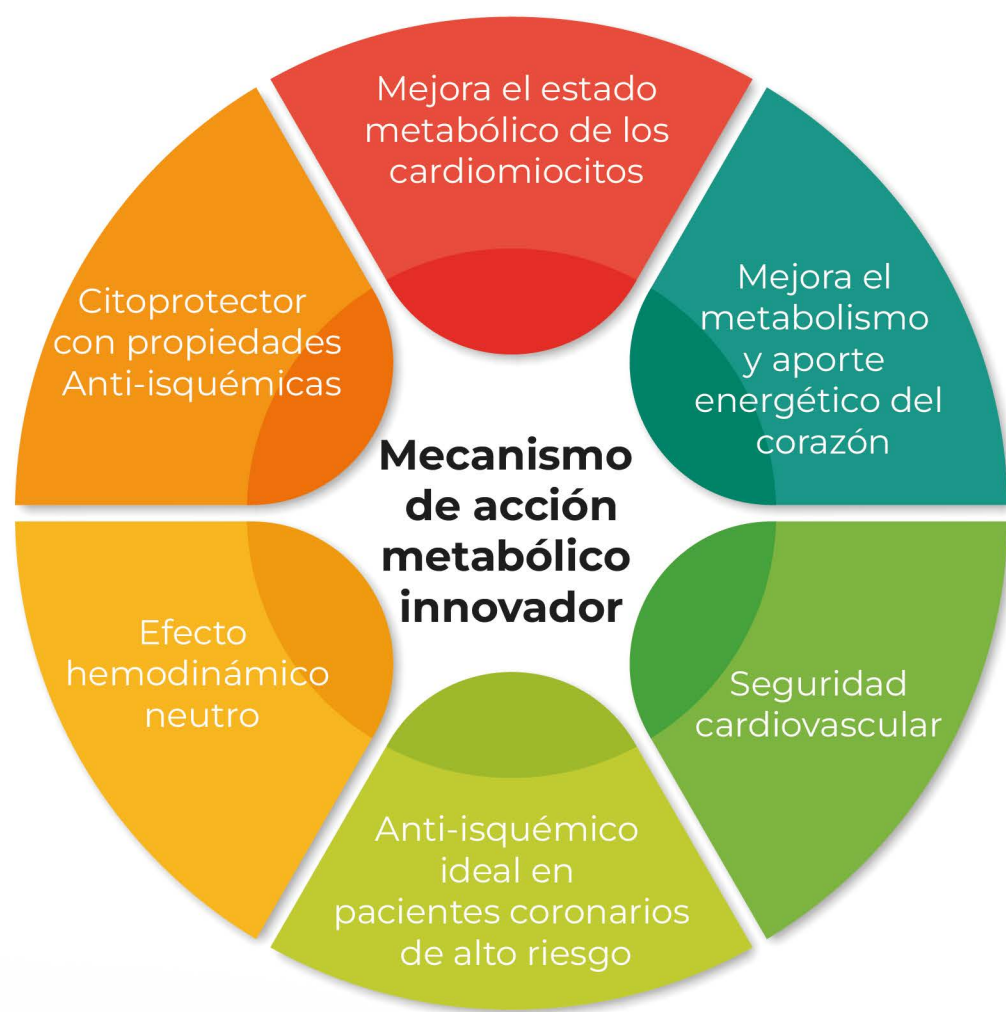 Mejora el estado
metabólico de los
cardiomiocitos
Mejora el
metabolismo
y aporte
energético del
corazón
Seguridad
cardiovascular
Anti-isquémico
ideal en
pacientes coronarios
de alto riesgo
Efecto
hemodinámico
neutro
Citoprotector
con propiedades
Anti-isquémicas
Mecanismo
de acción
metabólico
innovador